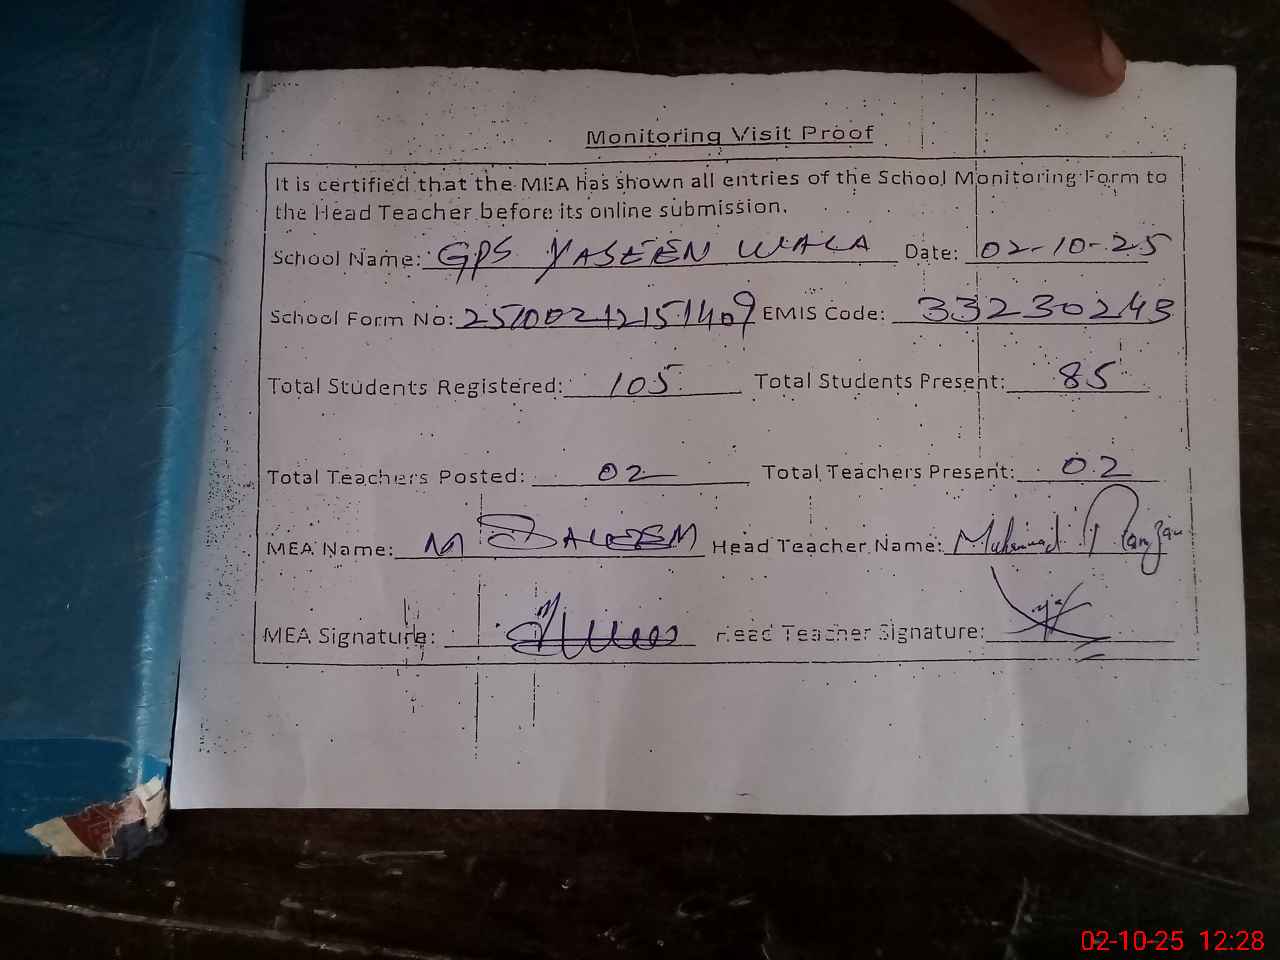 Monitoring Visit Proof
It is certified that the MEA has shown all entries of the School Monitoring Form to
the Head Teacher before its online submission.
School Name: GPS YASEEN WALA Date: 02-10-25
School Form No: EMIS Code: 33230243
Total Students Registered: 105 Total Students Present: 85
Total Teachers Posted: 02 Total Teachers Present: 02
MEA Name: M SALEEM Head Teacher Name: Muhammad Ramzan
MEA Signature: Head Teacher Signature:
02-10-25 12:28